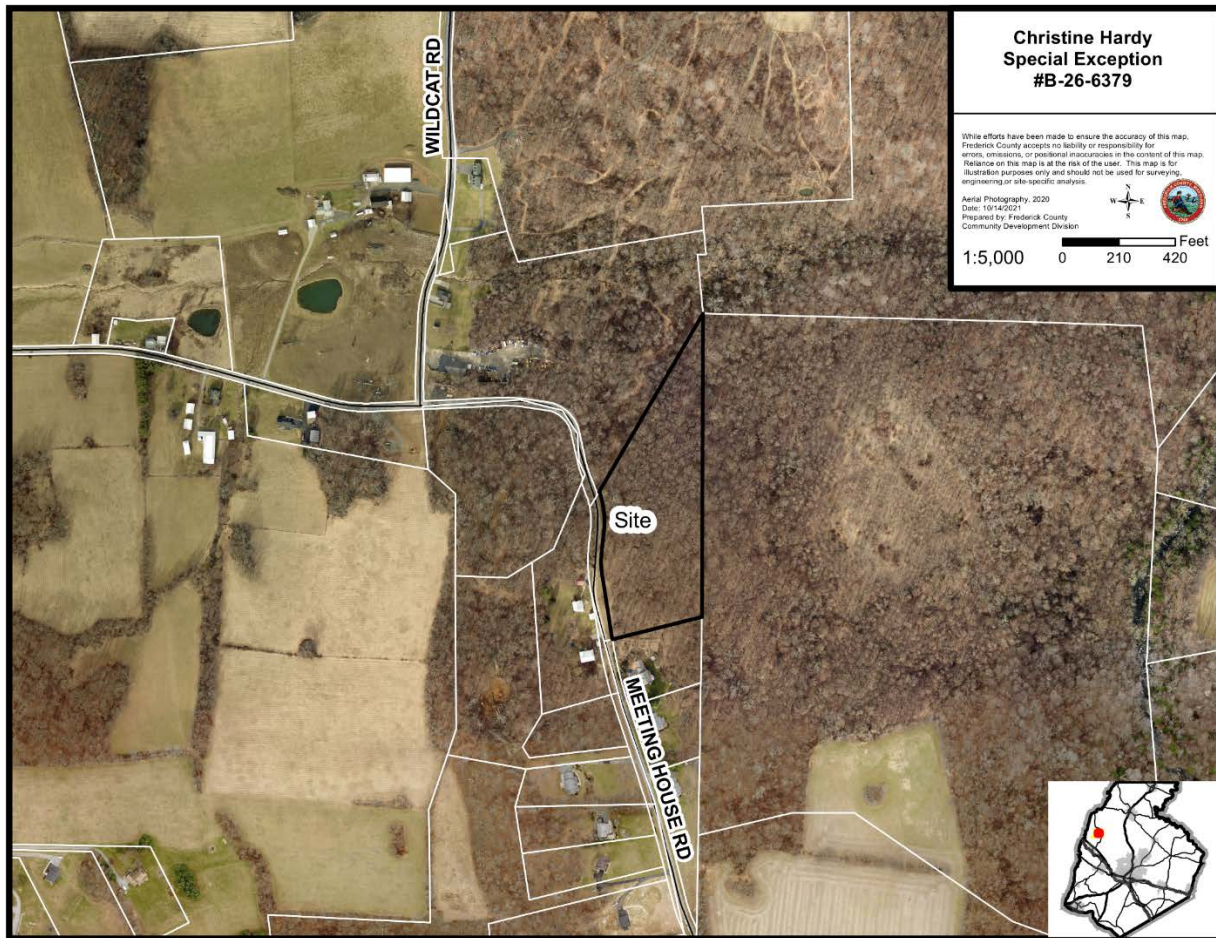 Christine Hardy
Special Exception
#B-26-6379
While efforts have been made to ensure the accuracy of this map,
Frederick County accepts no liability or responsibility for
errors, omissions, or positional inaccuracies in the content of this map.
Reliance on this map is at the risk of the user. This map is for
illustration purposes only and should not be used for surveying,
engineering,or site-specific analysis.
Aerial Photography, 2020
Date: 10/14/2021
Prepared by: Frederick County
Community Development Division
N
W E
S
Feet
1:5,000 0 210 420
WILDCAT RD
Site
MEETING HOUSE RD